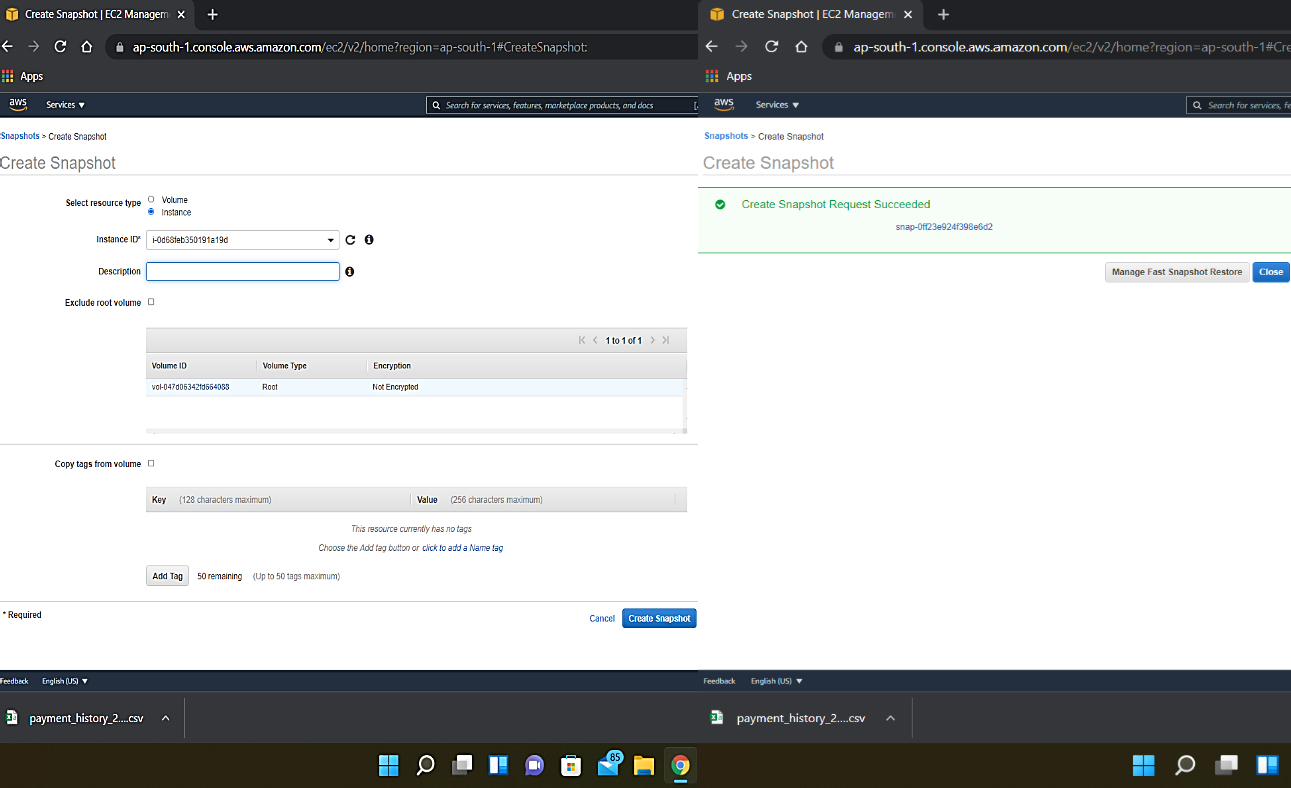 Create Snapshot | EC2 Managem
ap-south-1.console.aws.amazon.com/ec2/v2/home?region=ap-south-1#CreateSnapshot:
Apps
aws Services
Search for services, features, marketplace products, and docs
Snapshots > Create Snapshot
Create Snapshot
Select resource type
Volume
Instance
Instance ID* i-0d68feb350191a19d
Description
Exclude root volume
1 to 1 of 1
Volume ID Volume Type Encryption
vol-047d06342fd664088 Root Not Encrypted
Copy tags from volume
Key (128 characters maximum) Value (256 characters maximum)
This resource currently has no tags
Choose the Add tag button or click to add a Name tag
Add Tag 50 remaining (Up to 50 tags maximum)
* Required
Cancel Create Snapshot
Feedback English (US)
payment_history_2....csv
85
Create Snapshot | EC2 Managem
ap-south-1.console.aws.amazon.com/ec2/v2/home?region=ap-south-1#Cre
Apps
aws Services
Search for services, fe
Snapshots > Create Snapshot
Create Snapshot
Create Snapshot Request Succeeded
snap-0ff23e924f398e6d2
Manage Fast Snapshot Restore Close
Feedback English (US)
payment_history_2....csv